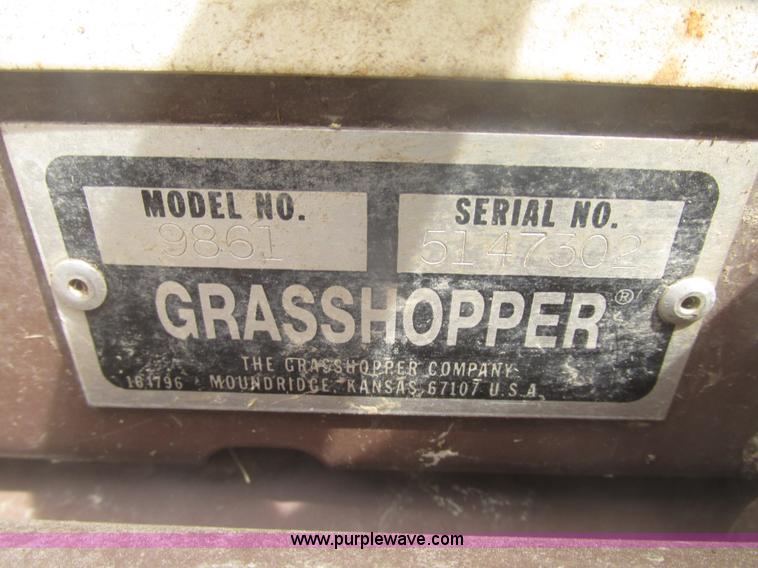 MODEL NO. SERIAL NO.
9861 5147302
GRASSHOPPER®
THE GRASSHOPPER COMPANY
161796 MOUNDRIDGE, KANSAS 67107 U.S.A.
www.purplewave.com